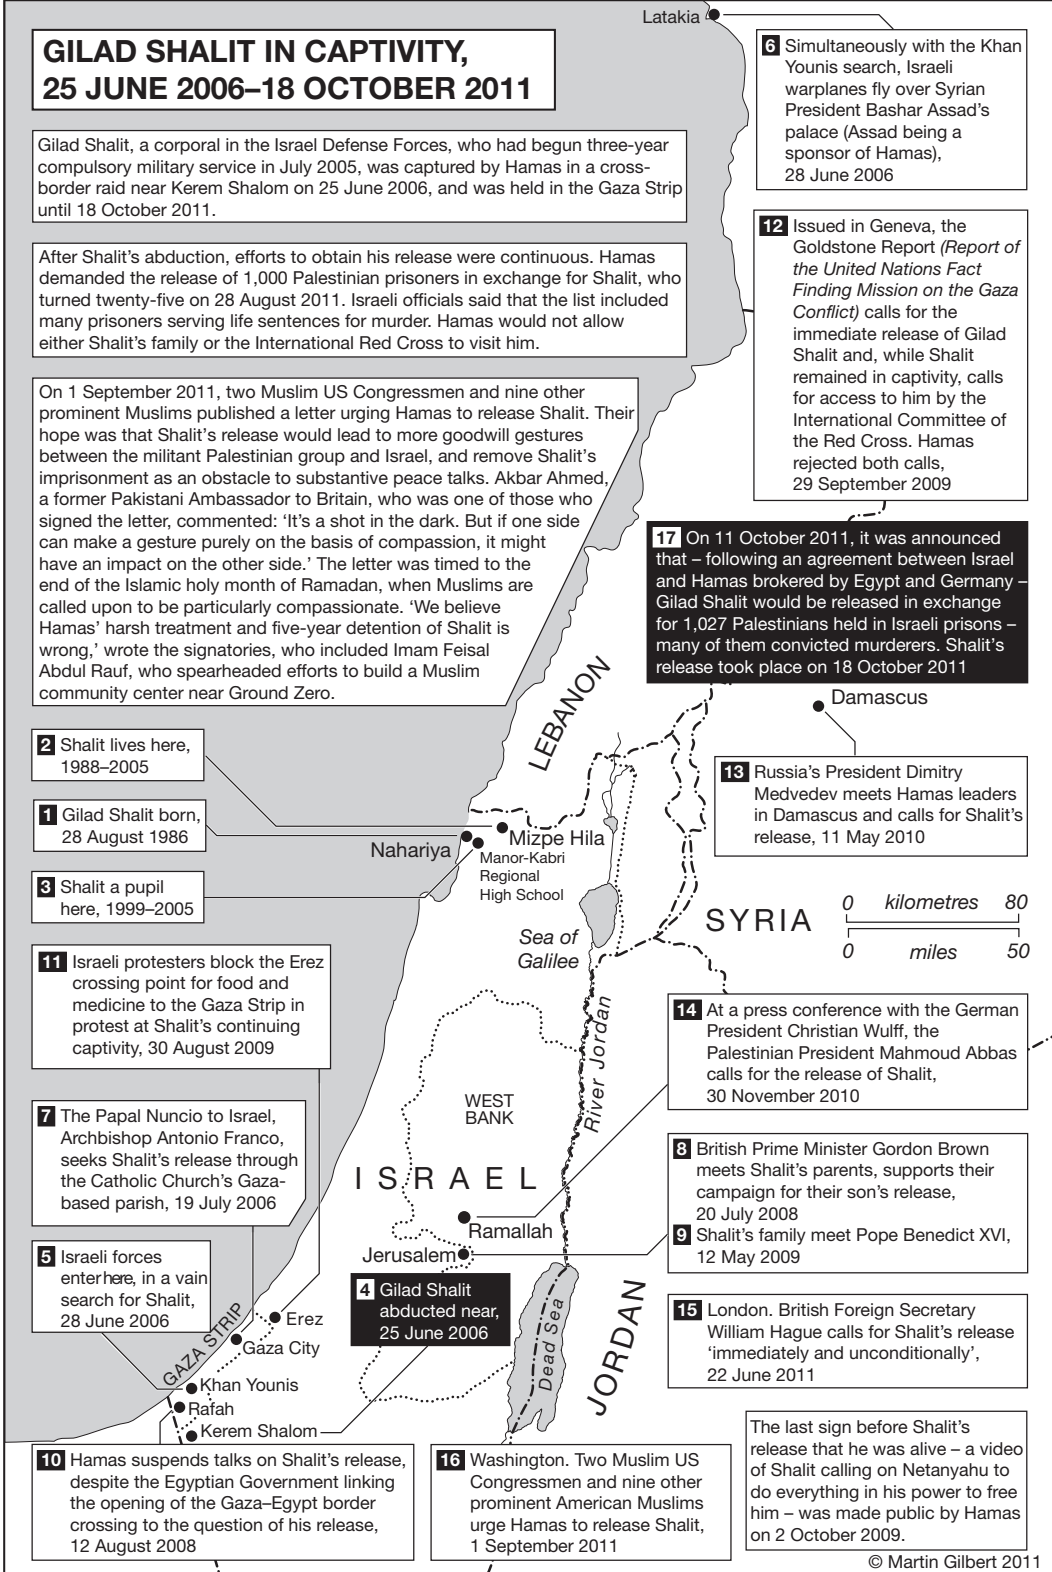 GILAD SHALIT IN CAPTIVITY,
25 JUNE 2006–18 OCTOBER 2011
Gilad Shalit, a corporal in the Israel Defense Forces, who had begun three-year
compulsory military service in July 2005, was captured by Hamas in a cross-
border raid near Kerem Shalom on 25 June 2006, and was held in the Gaza Strip
until 18 October 2011.
After Shalit's abduction, efforts to obtain his release were continuous. Hamas
demanded the release of 1,000 Palestinian prisoners in exchange for Shalit, who
turned twenty-five on 28 August 2011. Israeli officials said that the list included
many prisoners serving life sentences for murder. Hamas would not allow
either Shalit's family or the International Red Cross to visit him.
On 1 September 2011, two Muslim US Congressmen and nine other
prominent Muslims published a letter urging Hamas to release Shalit. Their
hope was that Shalit's release would lead to more goodwill gestures
between the militant Palestinian group and Israel, and remove Shalit's
imprisonment as an obstacle to substantive peace talks. Akbar Ahmed,
a former Pakistani Ambassador to Britain, who was one of those who
signed the letter, commented: 'It's a shot in the dark. But if one side
can make a gesture purely on the basis of compassion, it might
have an impact on the other side.' The letter was timed to the
end of the Islamic holy month of Ramadan, when Muslims are
called upon to be particularly compassionate. 'We believe
Hamas' harsh treatment and five-year detention of Shalit is
wrong,' wrote the signatories, who included Imam Feisal
Abdul Rauf, who spearheaded efforts to build a Muslim
community center near Ground Zero.
Latakia
6 Simultaneously with the Khan
Younis search, Israeli
warplanes fly over Syrian
President Bashar Assad's
palace (Assad being a
sponsor of Hamas),
28 June 2006
12 Issued in Geneva, the
Goldstone Report (Report of
the United Nations Fact
Finding Mission on the Gaza
Conflict) calls for the
immediate release of Gilad
Shalit and, while Shalit
remained in captivity, calls
for access to him by the
International Committee of
the Red Cross. Hamas
rejected both calls,
29 September 2009
17 On 11 October 2011, it was announced
that – following an agreement between Israel
and Hamas brokered by Egypt and Germany –
Gilad Shalit would be released in exchange
for 1,027 Palestinians held in Israeli prisons –
many of them convicted murderers. Shalit's
release took place on 18 October 2011
LEBANON
Damascus
2 Shalit lives here,
1988–2005
13 Russia's President Dimitry
Medvedev meets Hamas leaders
in Damascus and calls for Shalit's
release, 11 May 2010
1 Gilad Shalit born,
28 August 1986
Nahariya
Mizpe Hila
Manor-Kabri
Regional
High School
3 Shalit a pupil
here, 1999–2005
SYRIA
0 kilometres 80
0 miles 50
Sea of
Galilee
11 Israeli protesters block the Erez
crossing point for food and
medicine to the Gaza Strip in
protest at Shalit's continuing
captivity, 30 August 2009
River Jordan
14 At a press conference with the German
President Christian Wulff, the
Palestinian President Mahmoud Abbas
calls for the release of Shalit,
30 November 2010
WEST
BANK
7 The Papal Nuncio to Israel,
Archbishop Antonio Franco,
seeks Shalit's release through
the Catholic Church's Gaza-
based parish, 19 July 2006
ISRAEL
8 British Prime Minister Gordon Brown
meets Shalit's parents, supports their
campaign for their son's release,
20 July 2008
9 Shalit's family meet Pope Benedict XVI,
12 May 2009
Ramallah
Jerusalem
5 Israeli forces
enter here, in a vain
search for Shalit,
28 June 2006
4 Gilad Shalit
abducted near,
25 June 2006
Dead Sea
JORDAN
15 London. British Foreign Secretary
William Hague calls for Shalit's release
'immediately and unconditionally',
22 June 2011
GAZA STRIP
Erez
Gaza City
Khan Younis
Rafah
Kerem Shalom
10 Hamas suspends talks on Shalit's release,
despite the Egyptian Government linking
the opening of the Gaza–Egypt border
crossing to the question of his release,
12 August 2008
16 Washington. Two Muslim US
Congressmen and nine other
prominent American Muslims
urge Hamas to release Shalit,
1 September 2011
The last sign before Shalit's
release that he was alive – a video
of Shalit calling on Netanyahu to
do everything in his power to free
him – was made public by Hamas
on 2 October 2009.
© Martin Gilbert 2011